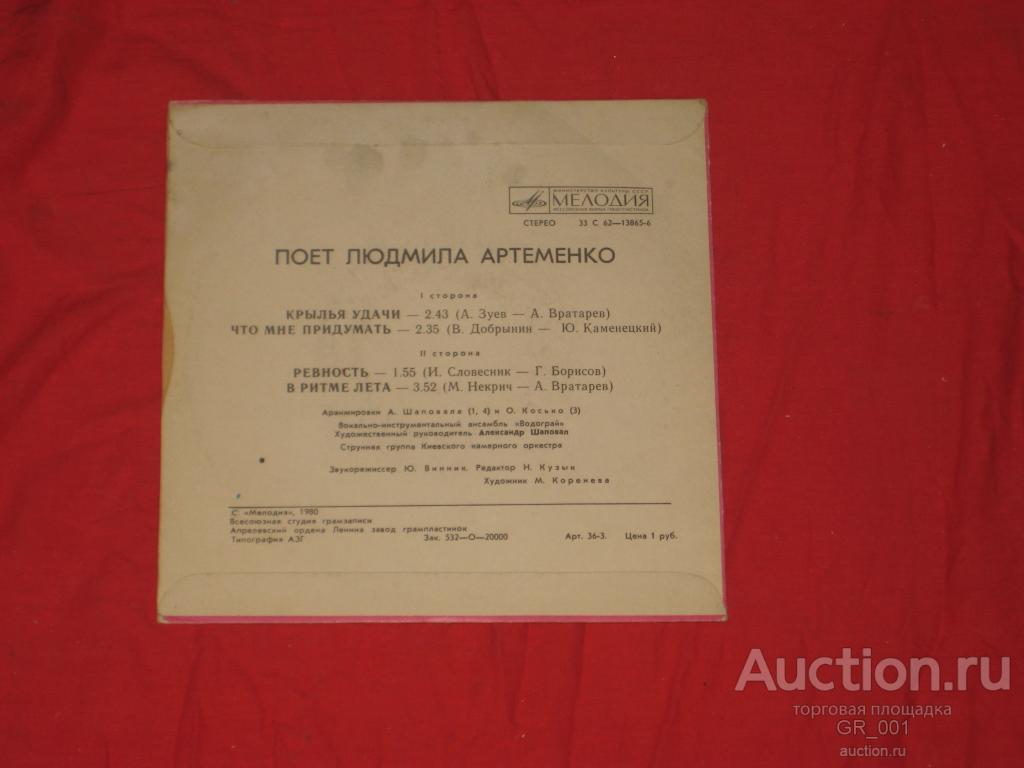 МИНИСТЕРСТВО КУЛЬТУРЫ СССР
МЕЛОДИЯ
ВСЕСОЮЗНАЯ ФИРМА ГРАМПЛАСТИНОК
СТЕРЕО 33 С 62—13865-6
ПОЕТ ЛЮДМИЛА АРТЕМЕНКО
I сторона
КРЫЛЬЯ УДАЧИ — 2.43 (А. Зуев — А. Вратарев)
ЧТО МНЕ ПРИДУМАТЬ — 2.35 (В. Добрынин — Ю. Каменецкий)
II сторона
РЕВНОСТЬ — 1.55 (И. Словесник — Г. Борисов)
В РИТМЕ ЛЕТА — 3.52 (М. Некрич — А. Вратарев)
Аранжировки А. Шаповала (1, 4) и О. Косько (3)
Вокально-инструментальный ансамбль «Водограй»
Художественный руководитель Александр Шаповал
Струнная группа Киевского камерного оркестра
Звукорежиссер Ю. Винник. Редактор Н. Кузык
Художник М. Коренева
С «Мелодия», 1980
Всесоюзная студия грамзаписи
Апрелевский ордена Ленина завод грампластинок
Типография АЗГ Зак. 532—О—20000 Арт. 36-3. Цена 1 руб.
Auction.ru
торговая площадка
GR_001
auction.ru